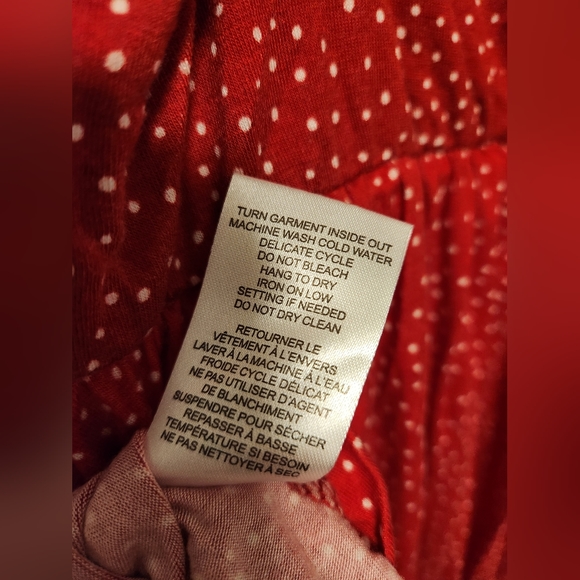 TURN GARMENT INSIDE OUT
MACHINE WASH COLD WATER
DELICATE CYCLE
DO NOT BLEACH
HANG TO DRY
IRON ON LOW
SETTING IF NEEDED
DO NOT DRY CLEAN
RETOURNER LE
VÊTEMENT À L'ENVERS
LAVER À LA MACHINE À L'EAU
FROIDE CYCLE DÉLICAT
NE PAS UTILISER D'AGENT
DE BLANCHIMENT
SUSPENDRE POUR SÉCHER
REPASSER À BASSE
TEMPÉRATURE SI BESOIN
NE PAS NETTOYER À SEC